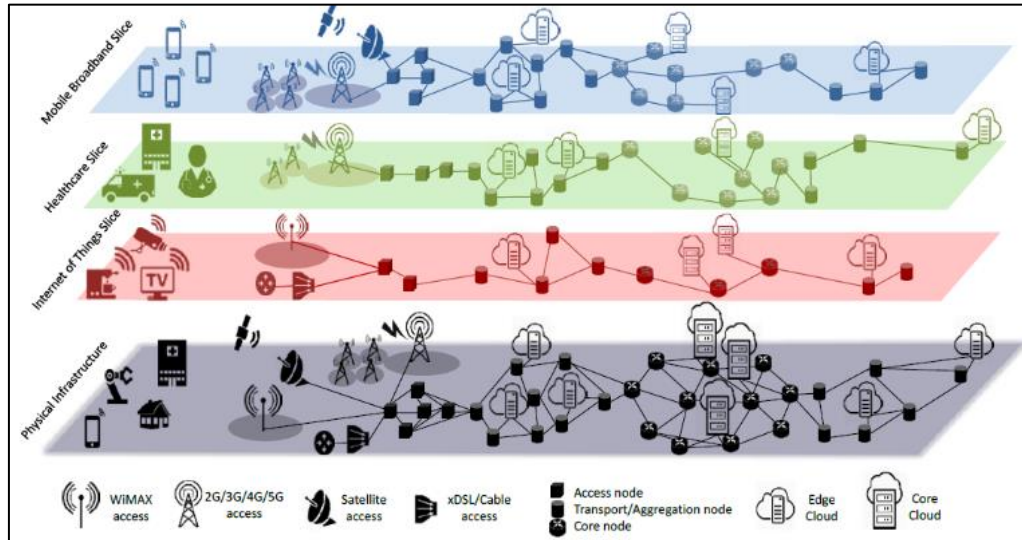 Mobile Broadband Slice
Healthcare Slice
Internet of Things Slice
TV
Physical Infrastructure
WiMAX
access
2G/3G/4G/5G
access
Satellite
access
xDSL/Cable
access
Access node
Transport/Aggregation node
Core node
Edge
Cloud
Core
Cloud